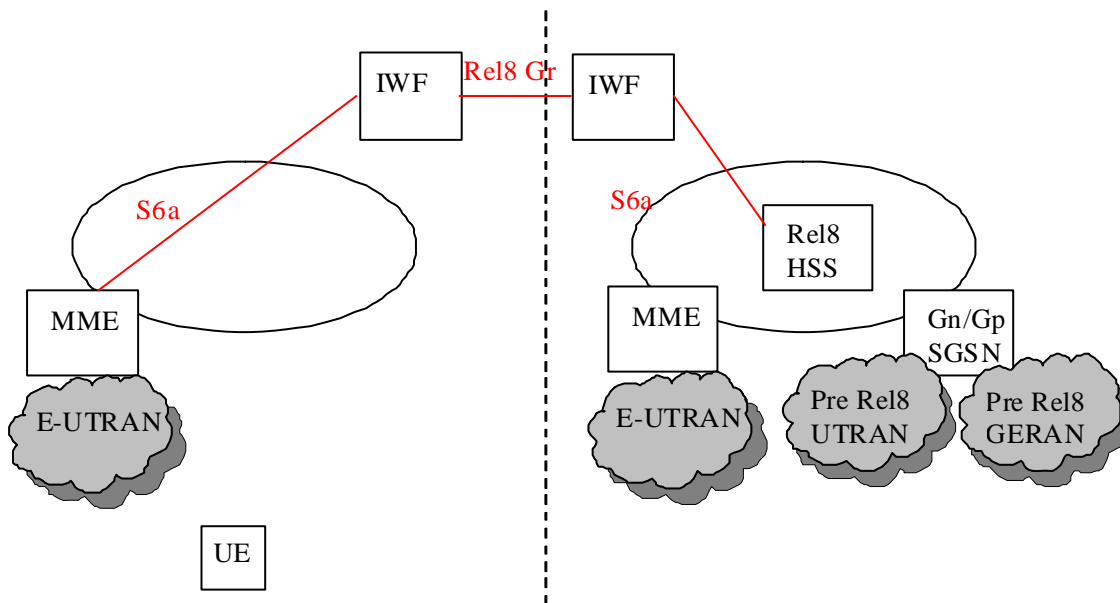 IWF
Rel8 Gr
IWF
S6a
S6a
Rel8
HSS
MME
MME
Gn/Gp
SGSN
E-UTRAN
E-UTRAN
Pre Rel8
UTRAN
Pre Rel8
GERAN
UE